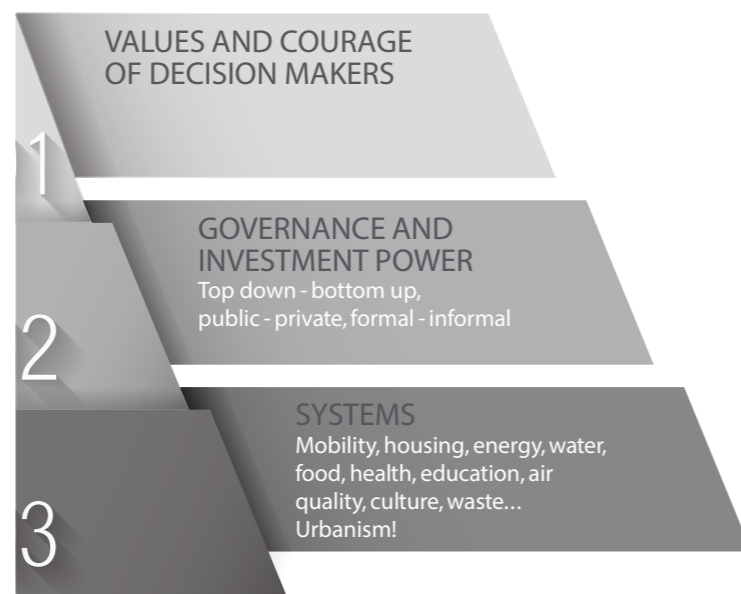 1
VALUES AND COURAGE
OF DECISION MAKERS
2
GOVERNANCE AND
INVESTMENT POWER
Top down - bottom up,
public - private, formal - informal
3
SYSTEMS
Mobility, housing, energy, water,
food, health, education, air
quality, culture, waste...
Urbanism!